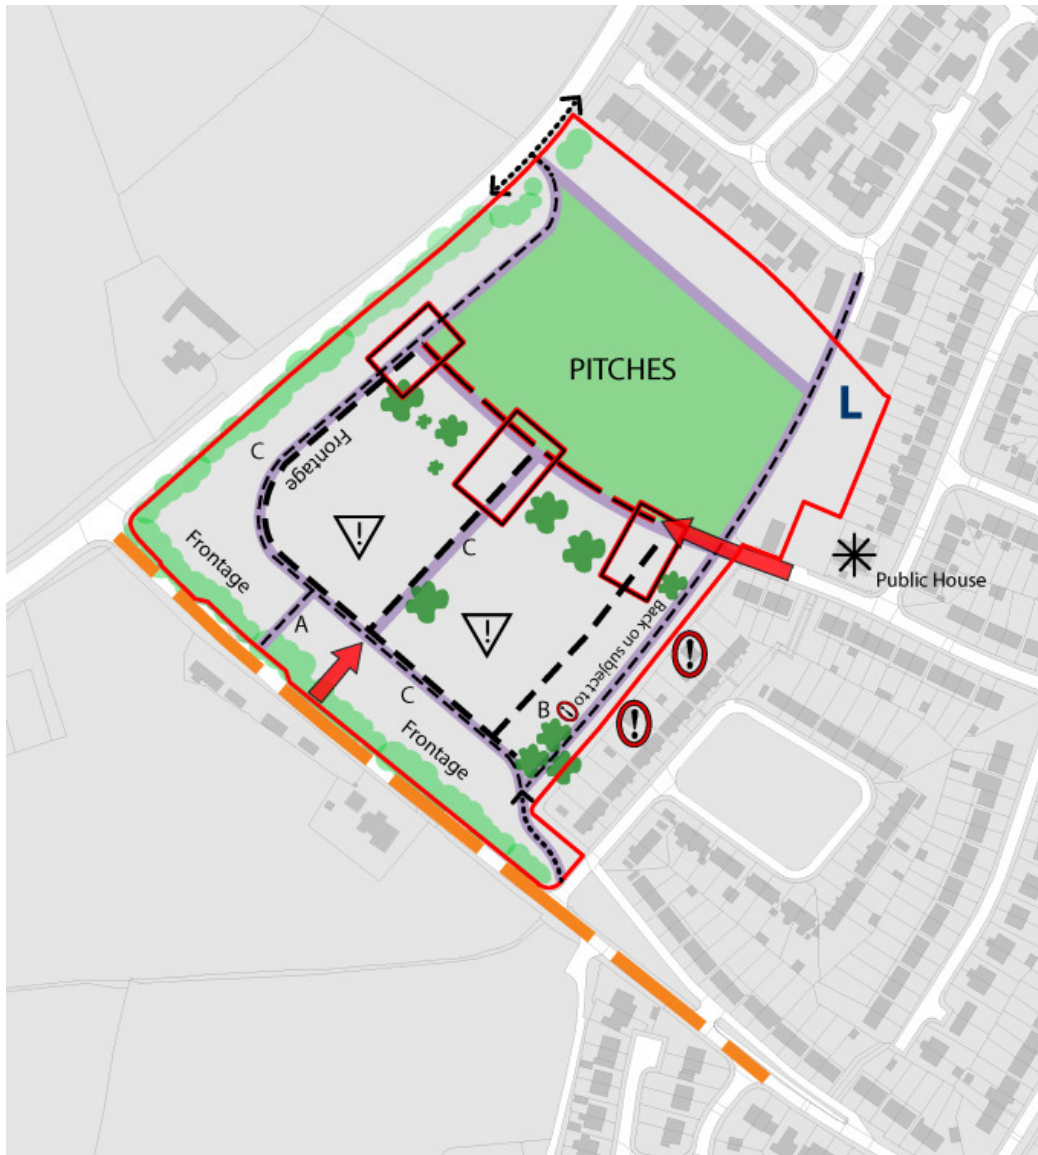 PITCHES
L
C
Frontage
Frontage
!
C
Public House
A
!
Back on subject to !
!
C
B
!
Frontage